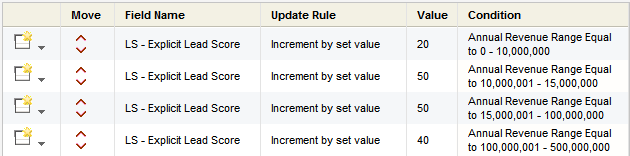 Move Field Name Update Rule Value Condition
LS - Explicit Lead Score Increment by set value 20 Annual Revenue Range Equal
to 0 - 10,000,000
LS - Explicit Lead Score Increment by set value 50 Annual Revenue Range Equal
to 10,000,001 - 15,000,000
LS - Explicit Lead Score Increment by set value 50 Annual Revenue Range Equal
to 15,000,001 - 100,000,000
LS - Explicit Lead Score Increment by set value 40 Annual Revenue Range Equal
to 100,000,001 - 500,000,000